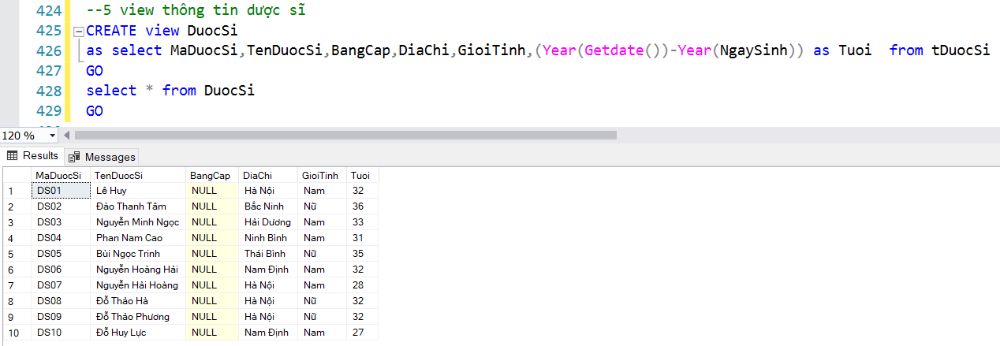 424 --5 view thông tin dược sĩ
425 CREATE view DuocSi
426 as select MaDuocSi,TenDuocSi,BangCap,DiaChi,GioiTinh,(Year(Getdate())-Year(NgaySinh)) as Tuoi from tDuocSi
427 GO
428 select * from DuocSi
429 GO
120 %
Results Messages
MaDuocSi TenDuocSi BangCap DiaChi GioiTinh Tuoi
1 DS01 Lê Huy NULL Hà Nội Nam 32
2 DS02 Đào Thanh Tâm NULL Bắc Ninh Nữ 36
3 DS03 Nguyễn Minh Ngọc NULL Hải Dương Nam 33
4 DS04 Phan Nam Cao NULL Ninh Bình Nam 31
5 DS05 Bùi Ngọc Trinh NULL Thái Bình Nữ 35
6 DS06 Nguyễn Hoàng Hải NULL Nam Định Nam 32
7 DS07 Nguyễn Hải Hoàng NULL Hà Nội Nam 28
8 DS08 Đỗ Thảo Hà NULL Hà Nội Nữ 32
9 DS09 Đỗ Thảo Phương NULL Hà Nội Nữ 32
10 DS10 Đỗ Huy Lực NULL Nam Định Nam 27